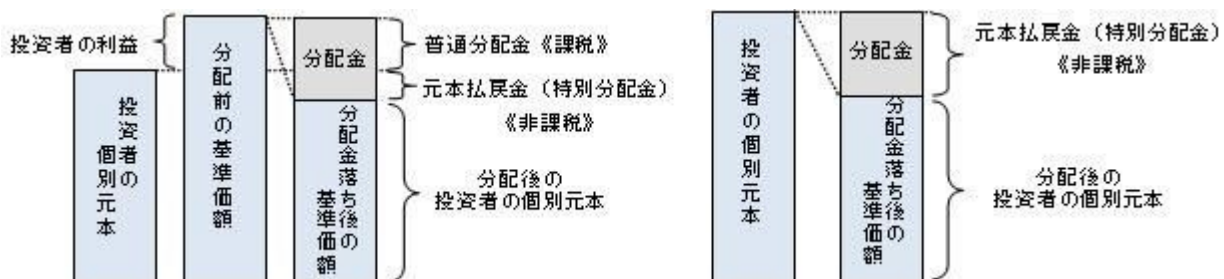 投資者の利益
投資者の
個別元本
分配前の基準価額
分配金
分配金落ち後の
基準価額
普通分配金《課税》
元本払戻金（特別分配金）
《非課税》
分配後の
投資者の個別元本
投資者の個別元本
分配金
分配金落ち後の
基準価額
元本払戻金（特別分配金）
《非課税》
分配後の
投資者の個別元本